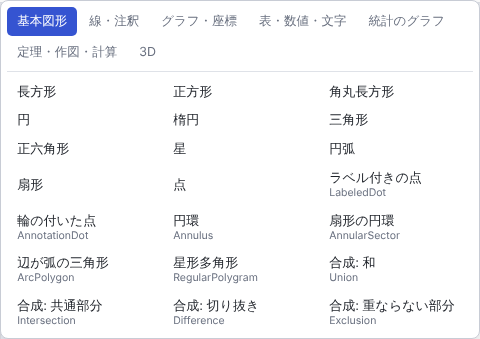 基本図形 線・注釈 グラフ・座標 表・数値・文字 統計のグラフ
定理・作図・計算 3D
長方形 正方形 角丸長方形
円 楕円 三角形
正六角形 星 円弧
扇形 点 ラベル付きの点
LabeledDot
輪の付いた点 円環 扇形の円環
AnnotationDot Annulus AnnularSector
辺が弧の三角形 星形多角形 合成: 和
ArcPolygon RegularPolygram Union
合成: 共通部分 合成: 切り抜き 合成: 重ならない部分
Intersection Difference Exclusion